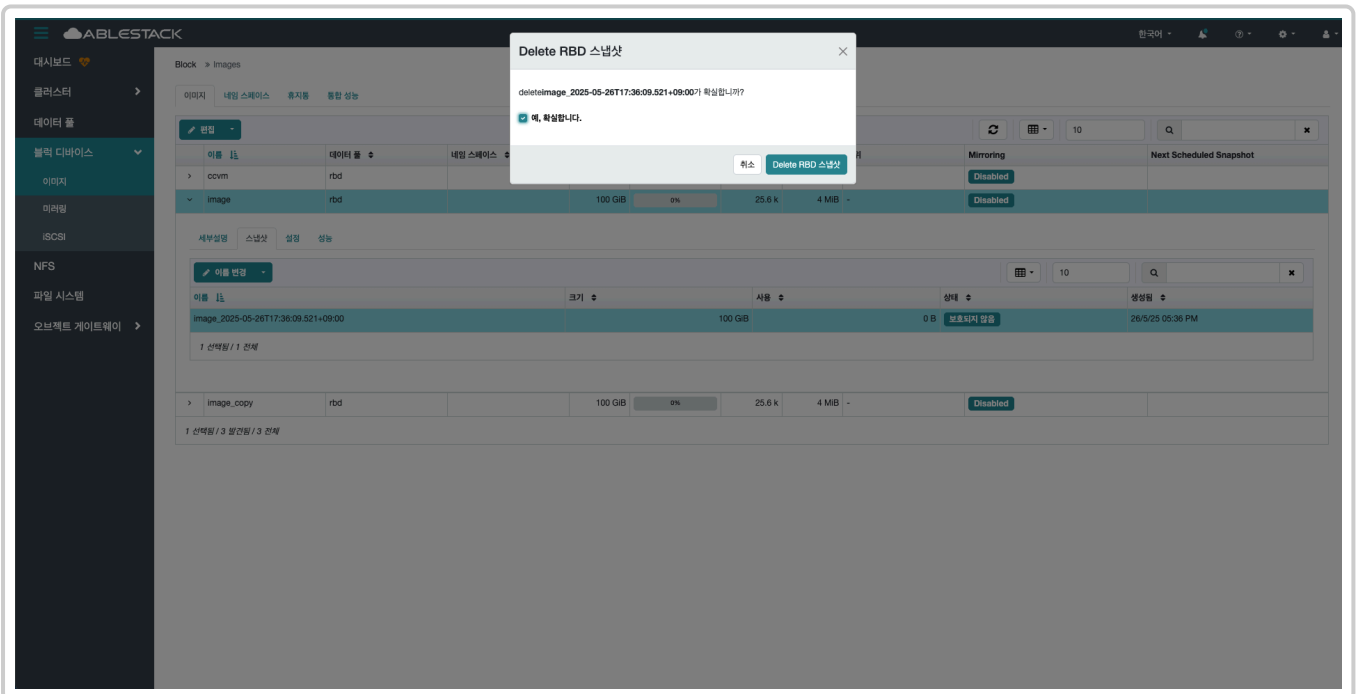 ABLESTACK
한국어
대시보드
클러스터
데이터 풀
블럭 디바이스
이미지
미러링
iSCSI
NFS
파일 시스템
오브젝트 게이트웨이
Block » Images
이미지 네임 스페이스 휴지통 통합 성능
Delete RBD 스냅샷
deleteimage_2025-05-26T17:36:09.521+09:00가 확실합니까?
예, 확실합니다.
취소 Delete RBD 스냅샷
편집 10
이름 데이터 풀 네임 스페이스 Mirroring Next Scheduled Snapshot
ccvm rbd Disabled
image rbd 100 GiB 0% 25.6 k 4 MiB - Disabled
세부설명 스냅샷 설정 성능
이름 변경 10
이름 크기 사용 상태 생성됨
image_2025-05-26T17:36:09.521+09:00 100 GiB 0 B 보호되지 않음 26/5/25 05:36 PM
1 선택됨 / 1 전체
image_copy rbd 100 GiB 0% 25.6 k 4 MiB - Disabled
1 선택됨 / 3 발견됨 / 3 전체